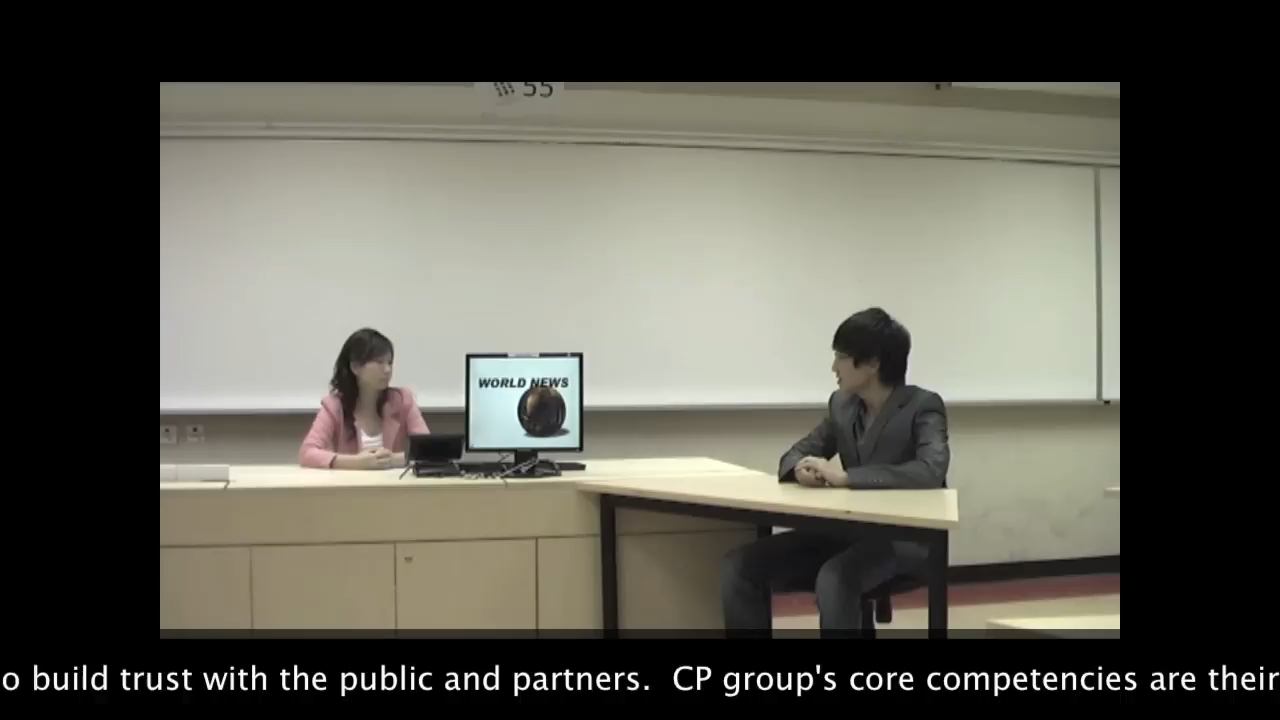 55
WORLD NEWS
o build trust with the public and partners.  CP group's core competencies are their